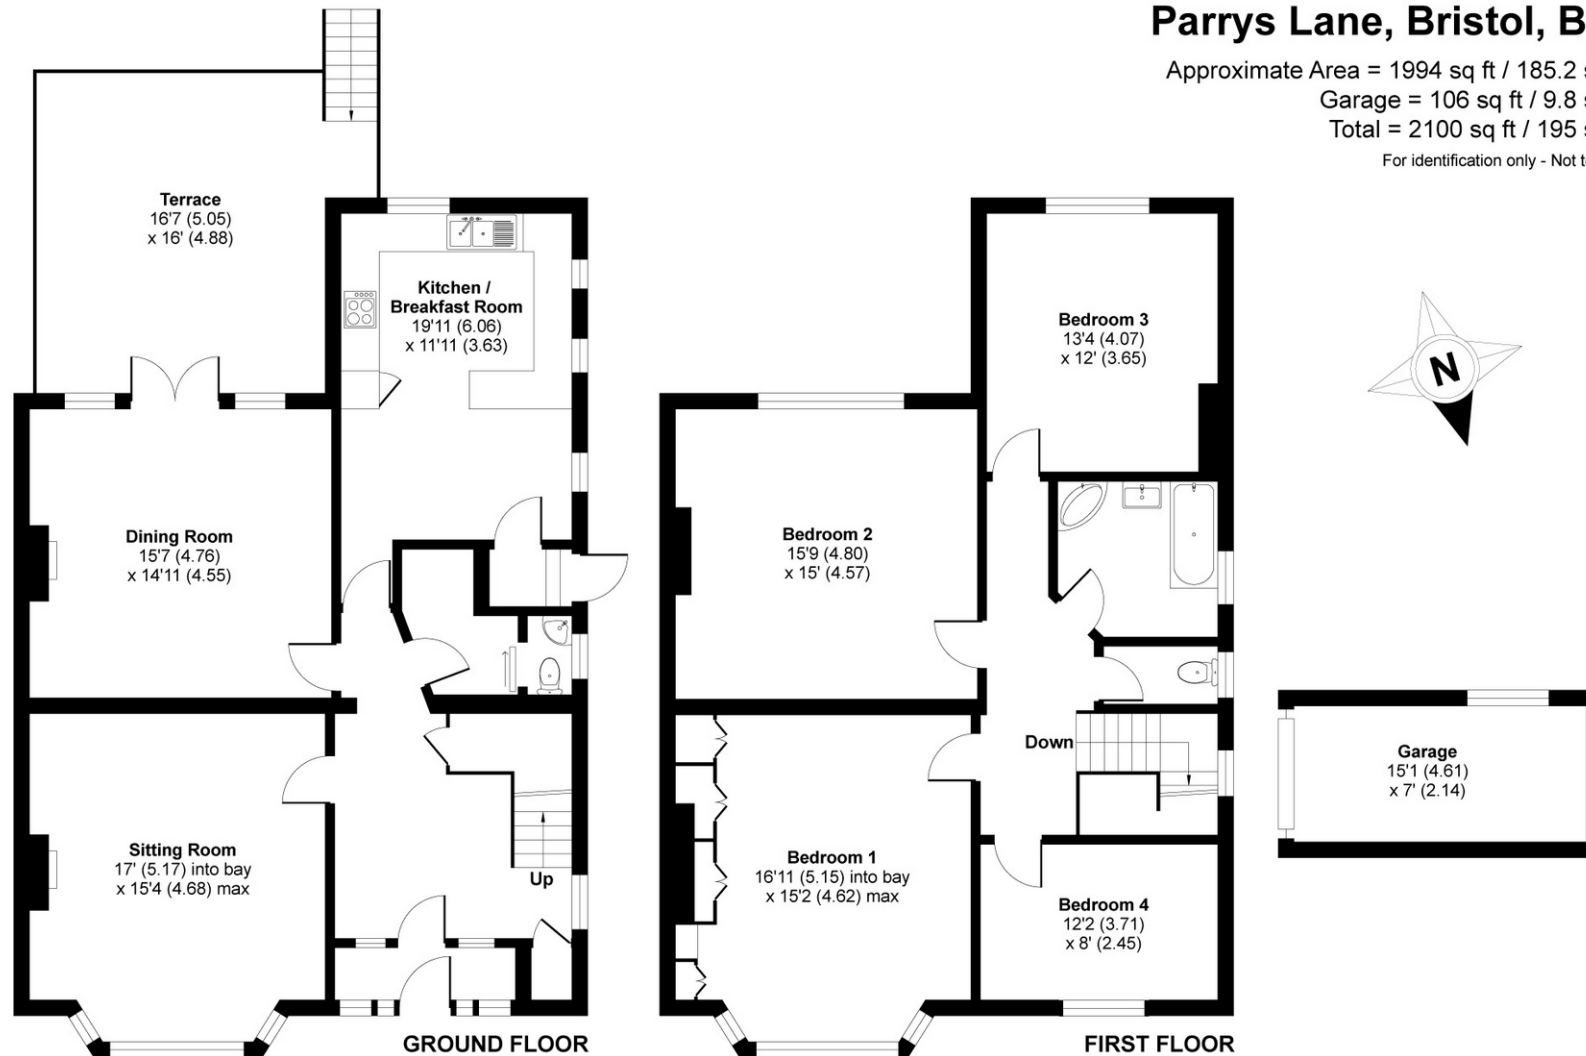 Parrys Lane, Bristol, B
Approximate Area = 1994 sq ft / 185.2 s
Garage = 106 sq ft / 9.8 s
Total = 2100 sq ft / 195 s
For identification only - Not t
Terrace
16'7 (5.05)
x 16' (4.88)
Kitchen /
Breakfast Room
19'11 (6.06)
x 11'11 (3.63)
Dining Room
15'7 (4.76)
x 14'11 (4.55)
Sitting Room
17' (5.17) into bay
x 15'4 (4.68) max
Up
GROUND FLOOR
Bedroom 3
13'4 (4.07)
x 12' (3.65)
Bedroom 2
15'9 (4.80)
x 15' (4.57)
Down
Bedroom 1
16'11 (5.15) into bay
x 15'2 (4.62) max
Bedroom 4
12'2 (3.71)
x 8' (2.45)
FIRST FLOOR
N
Garage
15'1 (4.61)
x 7' (2.14)